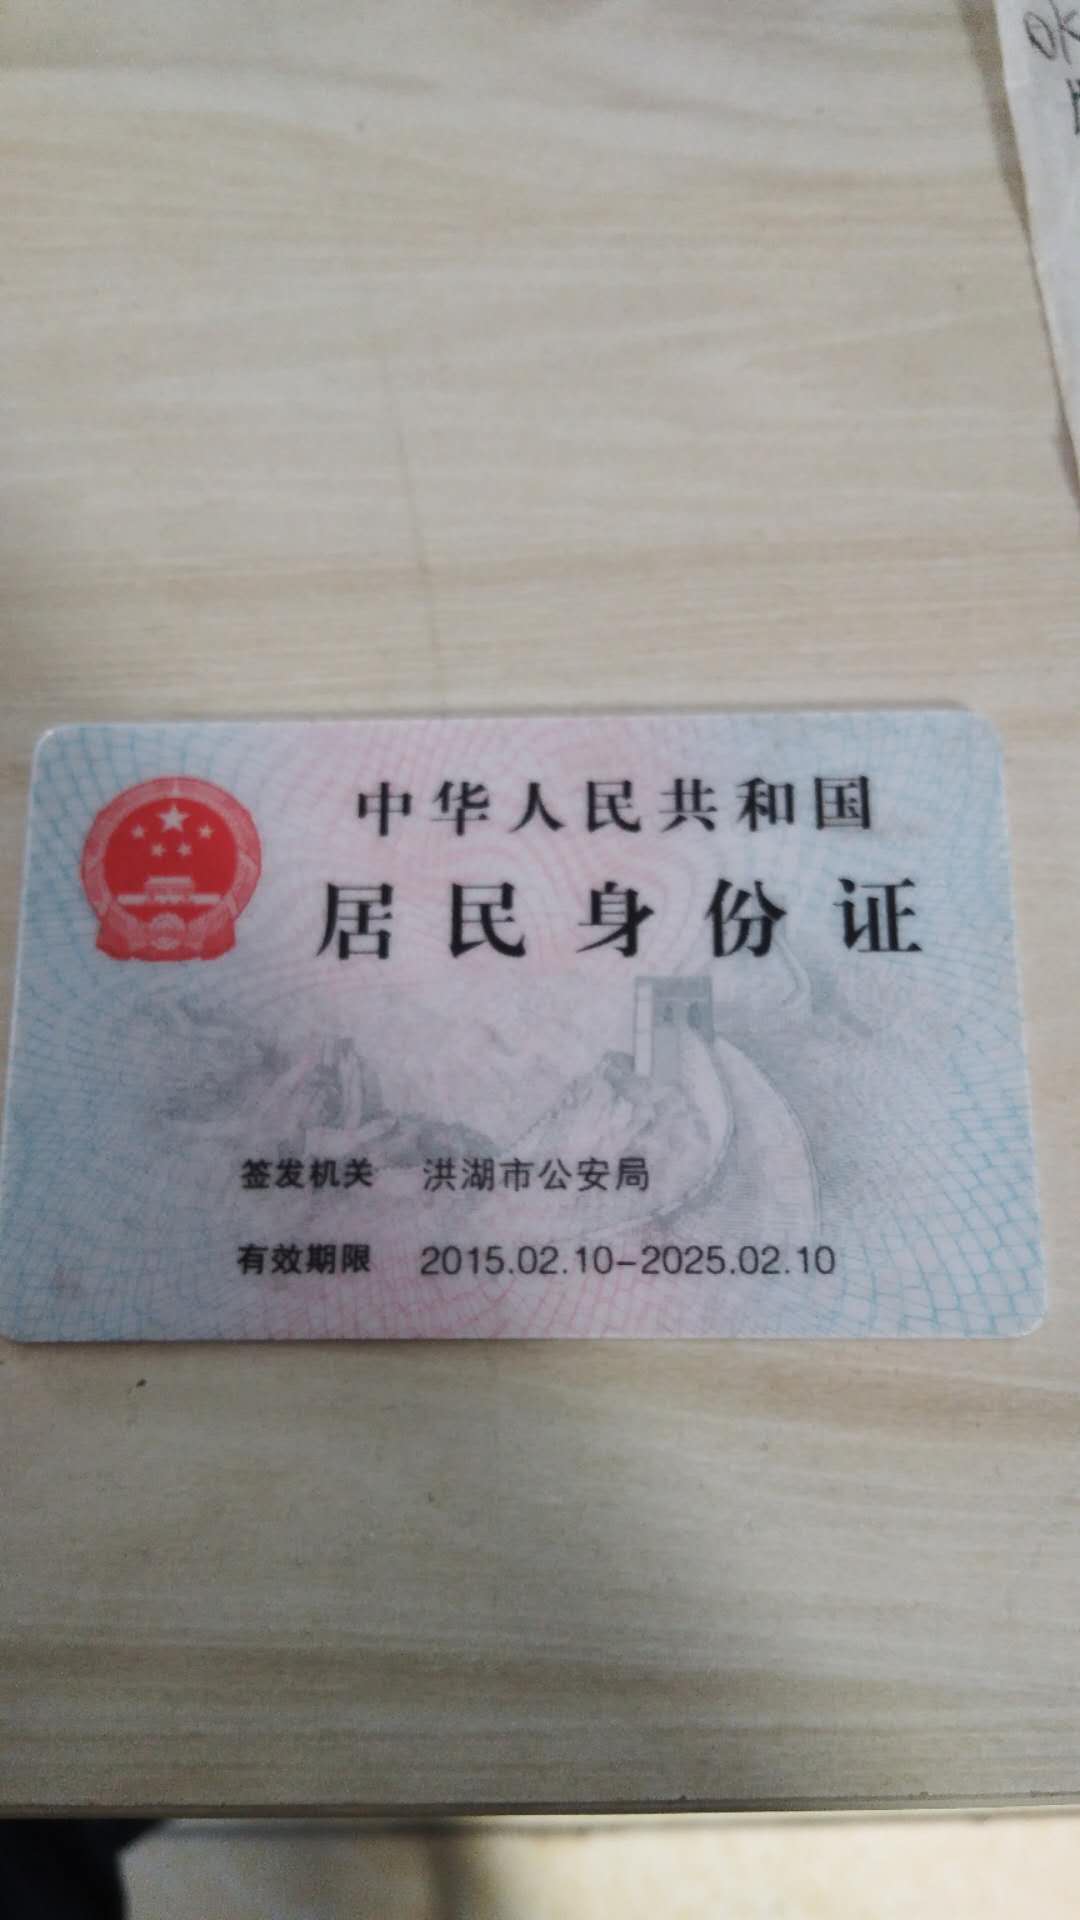 OK
中华人民共和国
居民身份证
签发机关 洪湖市公安局
有效期限 2015.02.10-2025.02.10